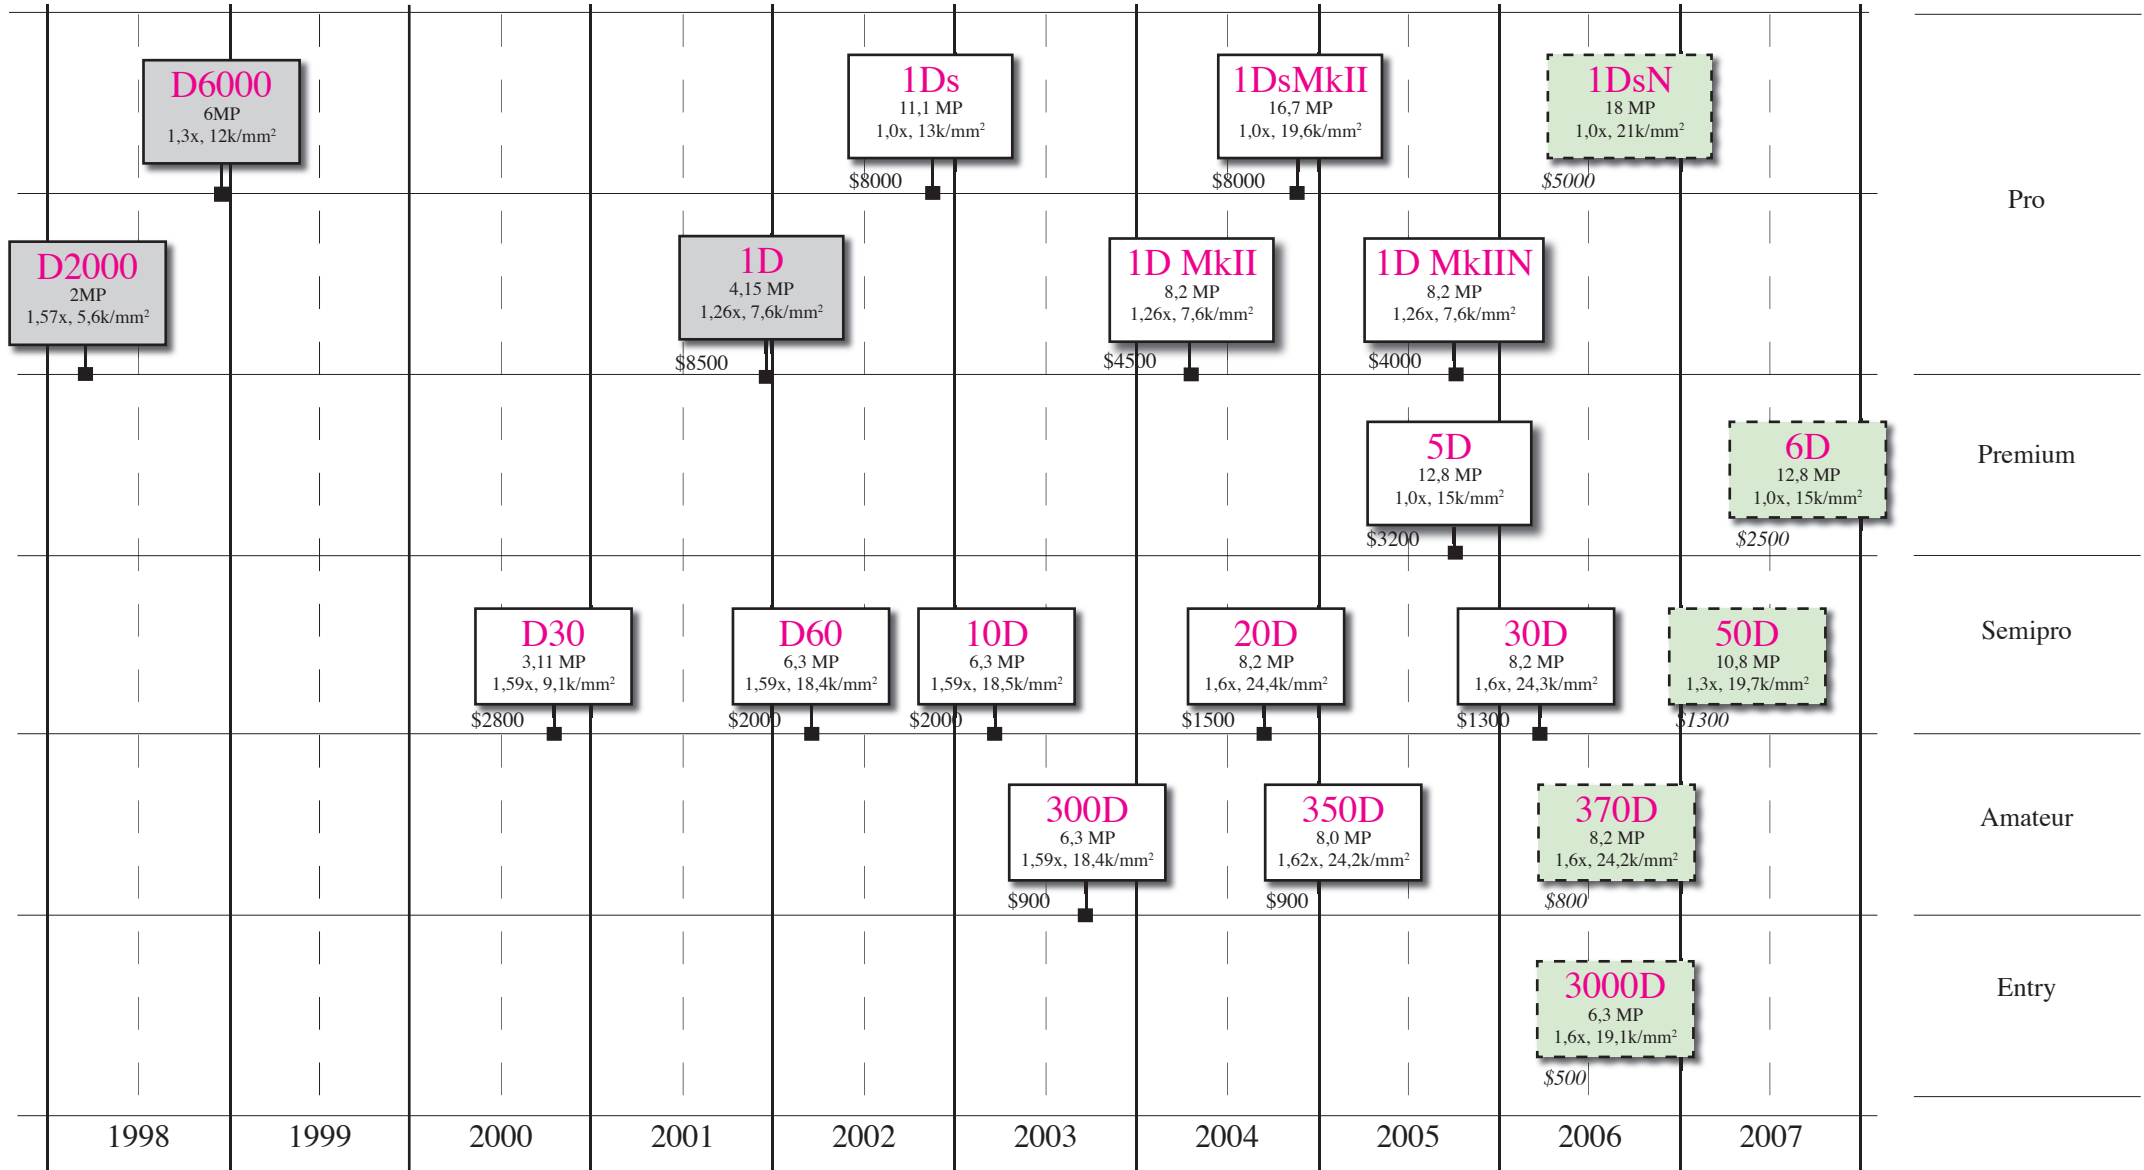 D6000
6MP
1,3x, 12k/mm²
1Ds
11,1 MP
1,0x, 13k/mm²
$8000
1DsMkII
16,7 MP
1,0x, 19,6k/mm²
$8000
1DsN
18 MP
1,0x, 21k/mm²
$5000
Pro
D2000
2MP
1,57x, 5,6k/mm²
1D
4,15 MP
1,26x, 7,6k/mm²
$8500
1D MkII
8,2 MP
1,26x, 7,6k/mm²
$4500
1D MkIIN
8,2 MP
1,26x, 7,6k/mm²
$4000
5D
12,8 MP
1,0x, 15k/mm²
$3200
6D
12,8 MP
1,0x, 15k/mm²
$2500
Premium
D30
3,11 MP
1,59x, 9,1k/mm²
$2800
D60
6,3 MP
1,59x, 18,4k/mm²
$2000
10D
6,3 MP
1,59x, 18,5k/mm²
$2000
20D
8,2 MP
1,6x, 24,4k/mm²
$1500
30D
8,2 MP
1,6x, 24,3k/mm²
$1300
50D
10,8 MP
1,3x, 19,7k/mm²
$1300
Semipro
300D
6,3 MP
1,59x, 18,4k/mm²
$900
350D
8,0 MP
1,62x, 24,2k/mm²
$900
370D
8,2 MP
1,6x, 24,2k/mm²
$800
Amateur
3000D
6,3 MP
1,6x, 19,1k/mm²
$500
Entry
1998 1999 2000 2001 2002 2003 2004 2005 2006 2007